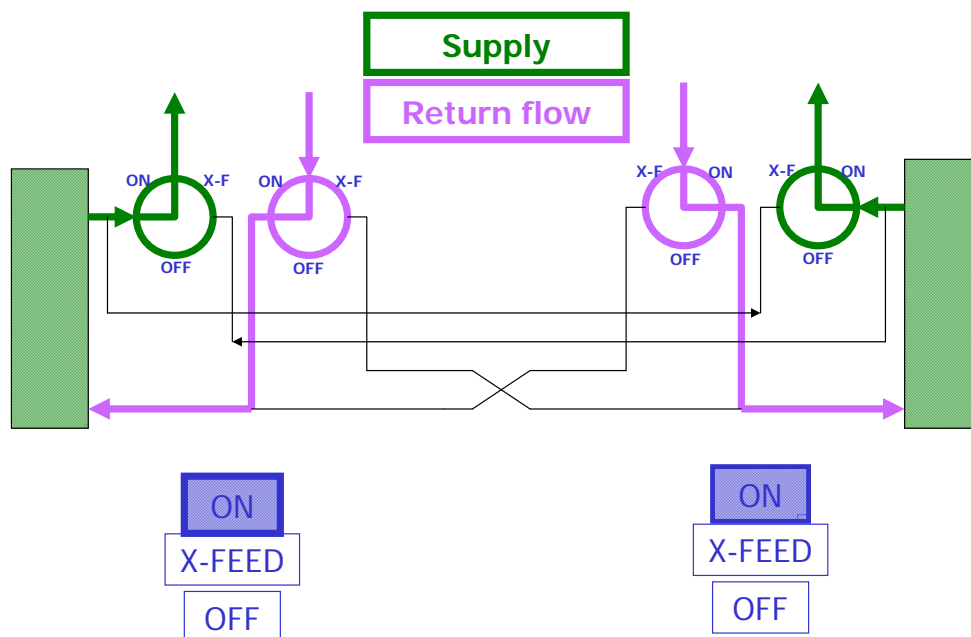 Supply
Return flow
ON X-F
OFF
ON X-F
OFF
X-F ON
OFF
X-F ON
OFF
ON
X-FEED
OFF
ON
X-FEED
OFF